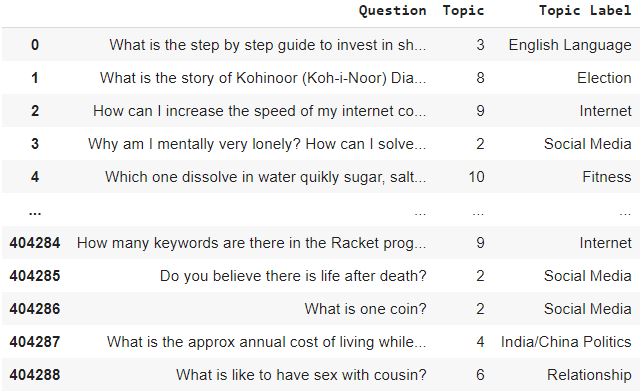 Question Topic Topic Label
0 What is the step by step guide to invest in sh... 3 English Language
1 What is the story of Kohinoor (Koh-i-Noor) Dia... 8 Election
2 How can I increase the speed of my internet co... 9 Internet
3 Why am I mentally very lonely? How can I solve... 2 Social Media
4 Which one dissolve in water quikly sugar, salt... 10 Fitness
... ... ... ...
404284 How many keywords are there in the Racket prog... 9 Internet
404285 Do you believe there is life after death? 2 Social Media
404286 What is one coin? 2 Social Media
404287 What is the approx annual cost of living while... 4 India/China Politics
404288 What is like to have sex with cousin? 6 Relationship